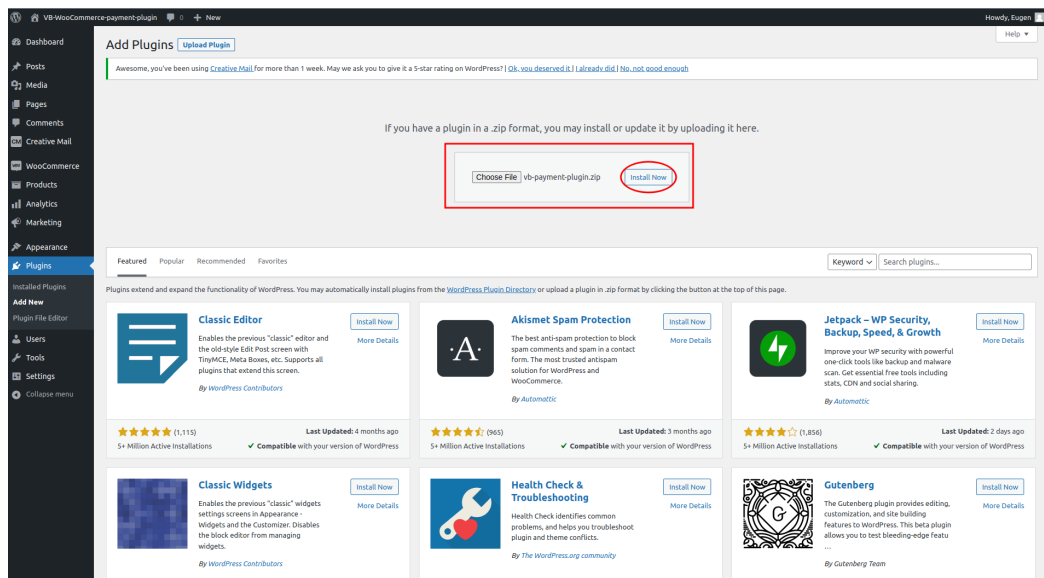 VB-WooCommerce-payment-plugin 0 + New
Howdy, Eugen
Help ▼
Dashboard
Posts
Media
Pages
Comments
CM Creative Mail
WooCommerce
Products
Analytics
Marketing
Appearance
Plugins
Installed Plugins
Add New
Plugin File Editor
Users
Tools
Settings
Collapse menu
Add Plugins Upload Plugin
Awesome, you've been using Creative Mail for more than 1 week. May we ask you to give it a 5-star rating on WordPress? | Ok, you deserved it | I already did | No, not good enough
If you have a plugin in a .zip format, you may install or update it by uploading it here.
Choose File vb-payment-plugin.zip Install Now
Featured Popular Recommended Favorites
Keyword Search plugins...
Plugins extend and expand the functionality of WordPress. You may automatically install plugins from the WordPress Plugin Directory or upload a plugin in .zip format by clicking the button at the top of this page.
Classic Editor
Install Now
More Details
Enables the previous "classic" editor and
the old-style Edit Post screen with
TinyMCE, Meta Boxes, etc. Supports all
plugins that extend this screen.
By WordPress Contributors
(1,115)
Last Updated: 4 months ago
5+ Million Active Installations
✔ Compatible with your version of WordPress
·A·
Akismet Spam Protection
Install Now
More Details
The best anti-spam protection to block
spam comments and spam in a contact
form. The most trusted antispam
solution for WordPress and
WooCommerce.
By Automattic
(965)
Last Updated: 3 months ago
5+ Million Active Installations
✔ Compatible with your version of WordPress
Jetpack – WP Security,
Backup, Speed, & Growth
Install Now
More Details
Improve your WP security with powerful
one-click tools like backup and malware
scan. Get essential free tools including
stats, CDN and social sharing.
By Automattic
(1,856)
Last Updated: 2 days ago
5+ Million Active Installations
✔ Compatible with your version of WordPress
Classic Widgets
Install Now
More Details
Enables the previous "classic" widgets
settings screens in Appearance -
Widgets and the Customizer. Disables
the block editor from managing
widgets.
By WordPress Contributors
Health Check &
Troubleshooting
Install Now
More Details
Health Check identifies common
problems, and helps you troubleshoot
plugin and theme conflicts.
By The WordPress.org community
G
Gutenberg
Install Now
More Details
The Gutenberg plugin provides editing,
customization, and site building
features to WordPress. This beta plugin
allows you to test bleeding-edge featu
...
By Gutenberg Team